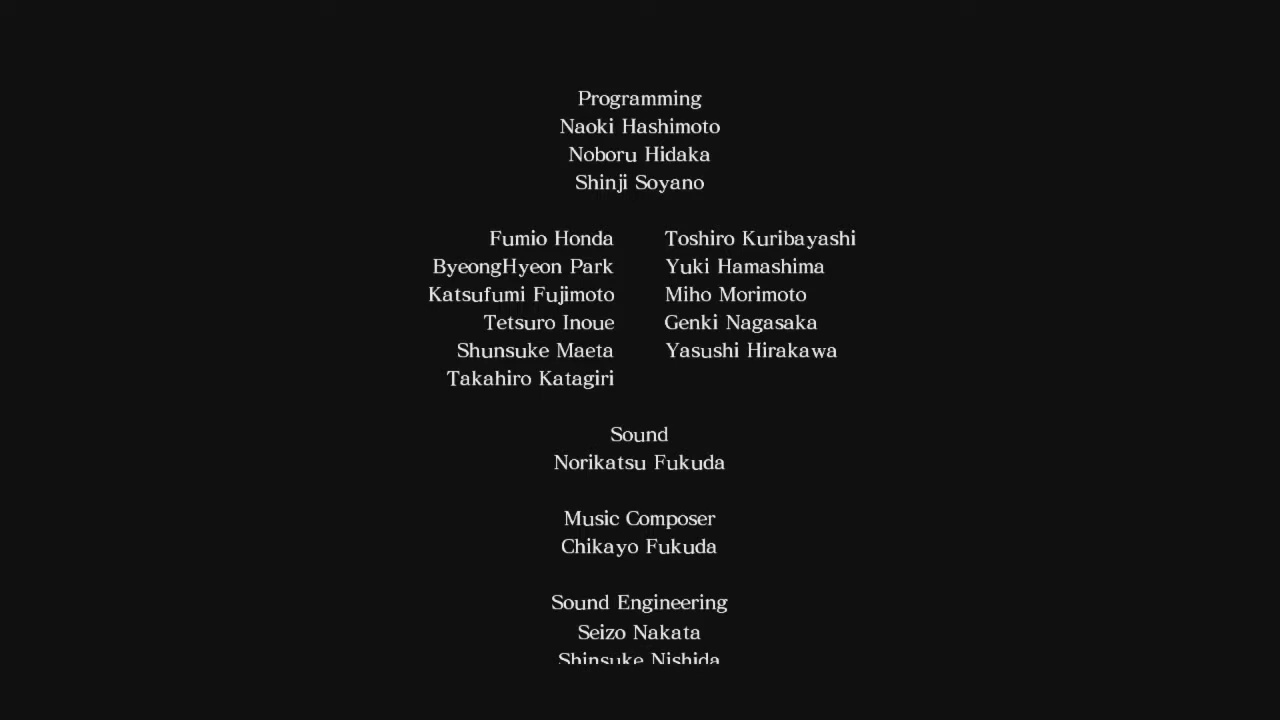 Programming
Naoki Hashimoto
Noboru Hidaka
Shinji Soyano
Fumio Honda Toshiro Kuribayashi
ByeongHyeon Park Yuki Hamashima
Katsufumi Fujimoto Miho Morimoto
Tetsuro Inoue Genki Nagasaka
Shunsuke Maeta Yasushi Hirakawa
Takahiro Katagiri
Sound
Norikatsu Fukuda
Music Composer
Chikayo Fukuda
Sound Engineering
Seizo Nakata
Shinsuke Nishida